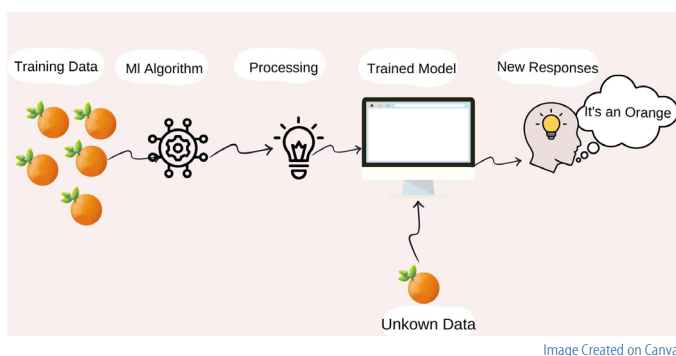 Training Data
Ml Algorithm
Processing
Trained Model
New Responses
It's an Orange
Unkown Data
Image Created on Canva